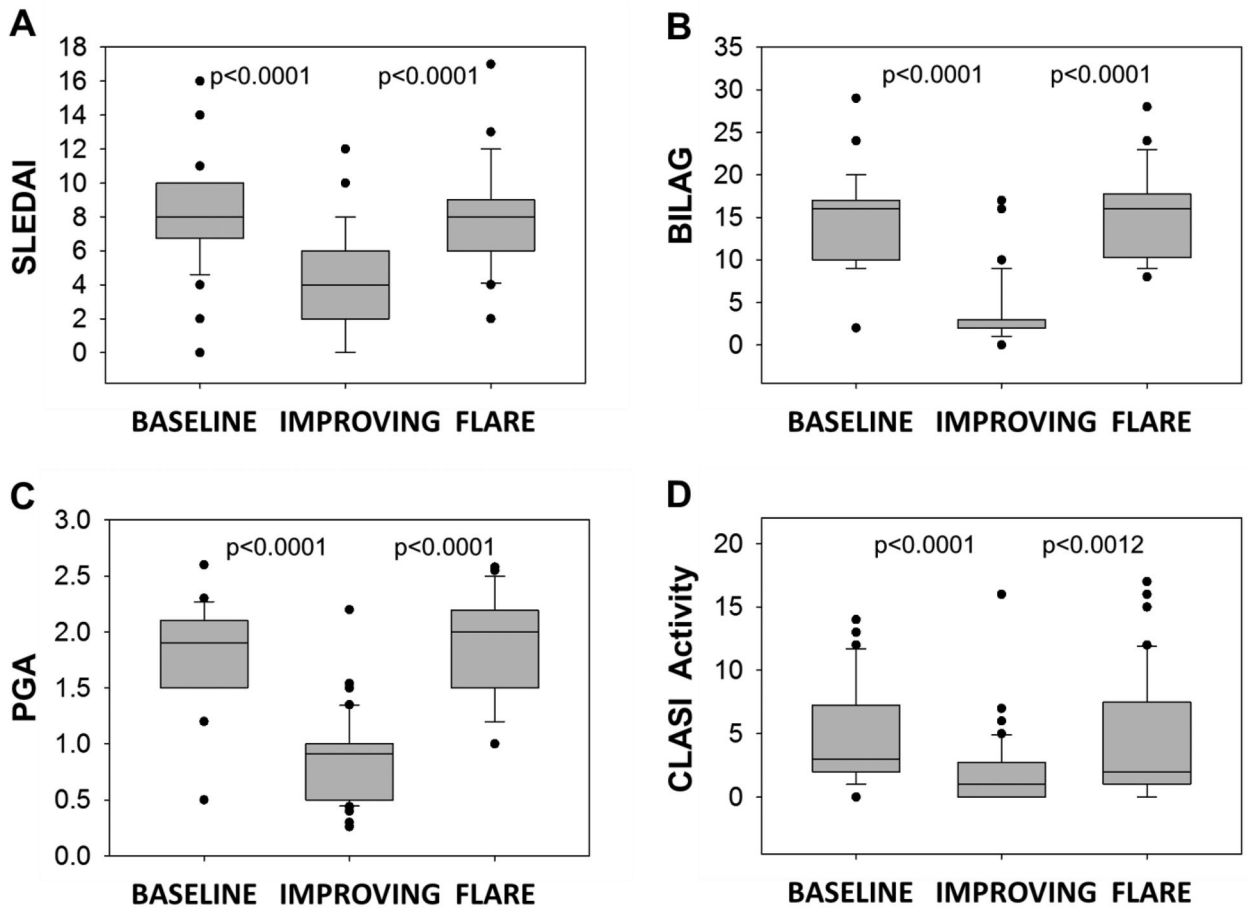 A
SLEDAI
18
16
14
12
10
8
6
4
2
0
p<0.0001 p<0.0001
BASELINE IMPROVING FLARE
B
BILAG
35
30
25
20
15
10
5
0
p<0.0001 p<0.0001
BASELINE IMPROVING FLARE
C
PGA
3.0
2.5
2.0
1.5
1.0
0.5
0.0
p<0.0001 p<0.0001
BASELINE IMPROVING FLARE
D
CLASI Activity
20
15
10
5
0
p<0.0001 p<0.0012
BASELINE IMPROVING FLARE